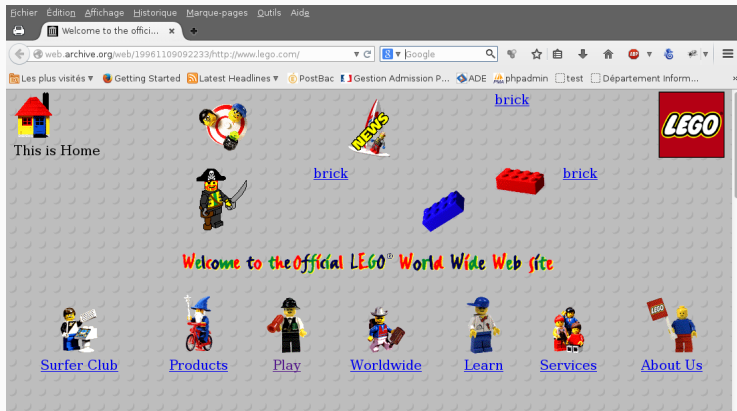 Fichier Édition Affichage Historique Marque-pages Outils Aide
Welcome to the offici...
web.archive.org/web/19961109092233/http://www.lego.com/ Google
Les plus visités Getting Started Latest Headlines PostBac Gestion Admission P... ADE phpadmin test Département Inform...
brick
NEWS
LEGO
This is Home
brick brick
Welcome to the Official LEGO® World Wide Web site
LEGO
Surfer Club Products Play Worldwide Learn Services About Us